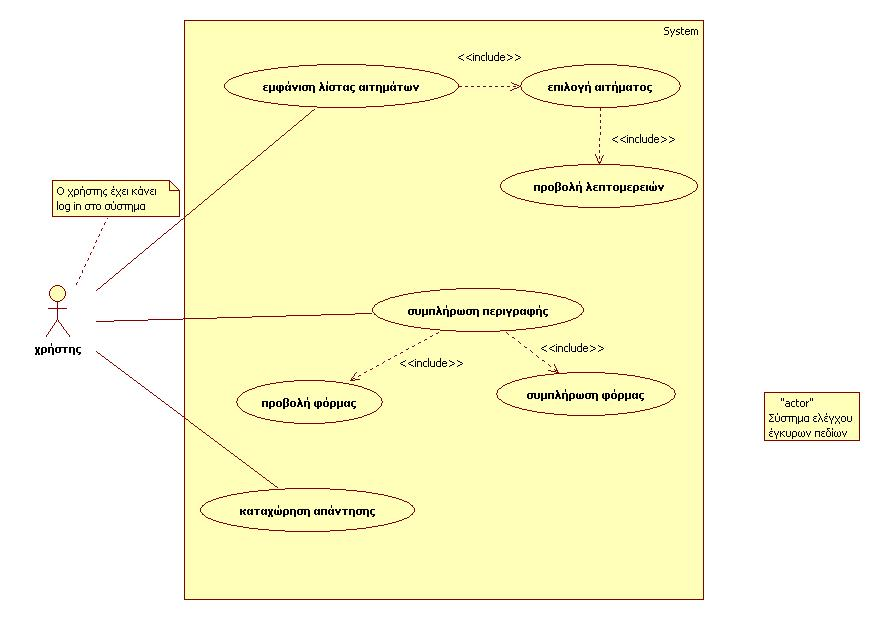 System
<<include>>
εμφάνιση λίστας αιτημάτων
επιλογή αιτήματος
<<include>>
προβολή λεπτομερειών
Ο χρήστης έχει κάνει
log in στο σύστημα
χρήστης
συμπλήρωση περιγραφής
<<include>>
<<include>>
προβολή φόρμας
συμπλήρωση φόρμας
"actor"
Σύστημα ελέγχου
έγκυρων πεδίων
καταχώρηση απάντησης